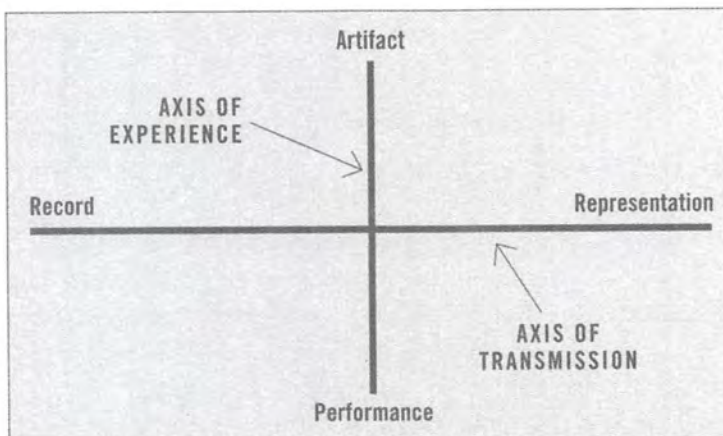 Artifact
AXIS OF
EXPERIENCE
Record
Representation
AXIS OF
TRANSMISSION
Performance